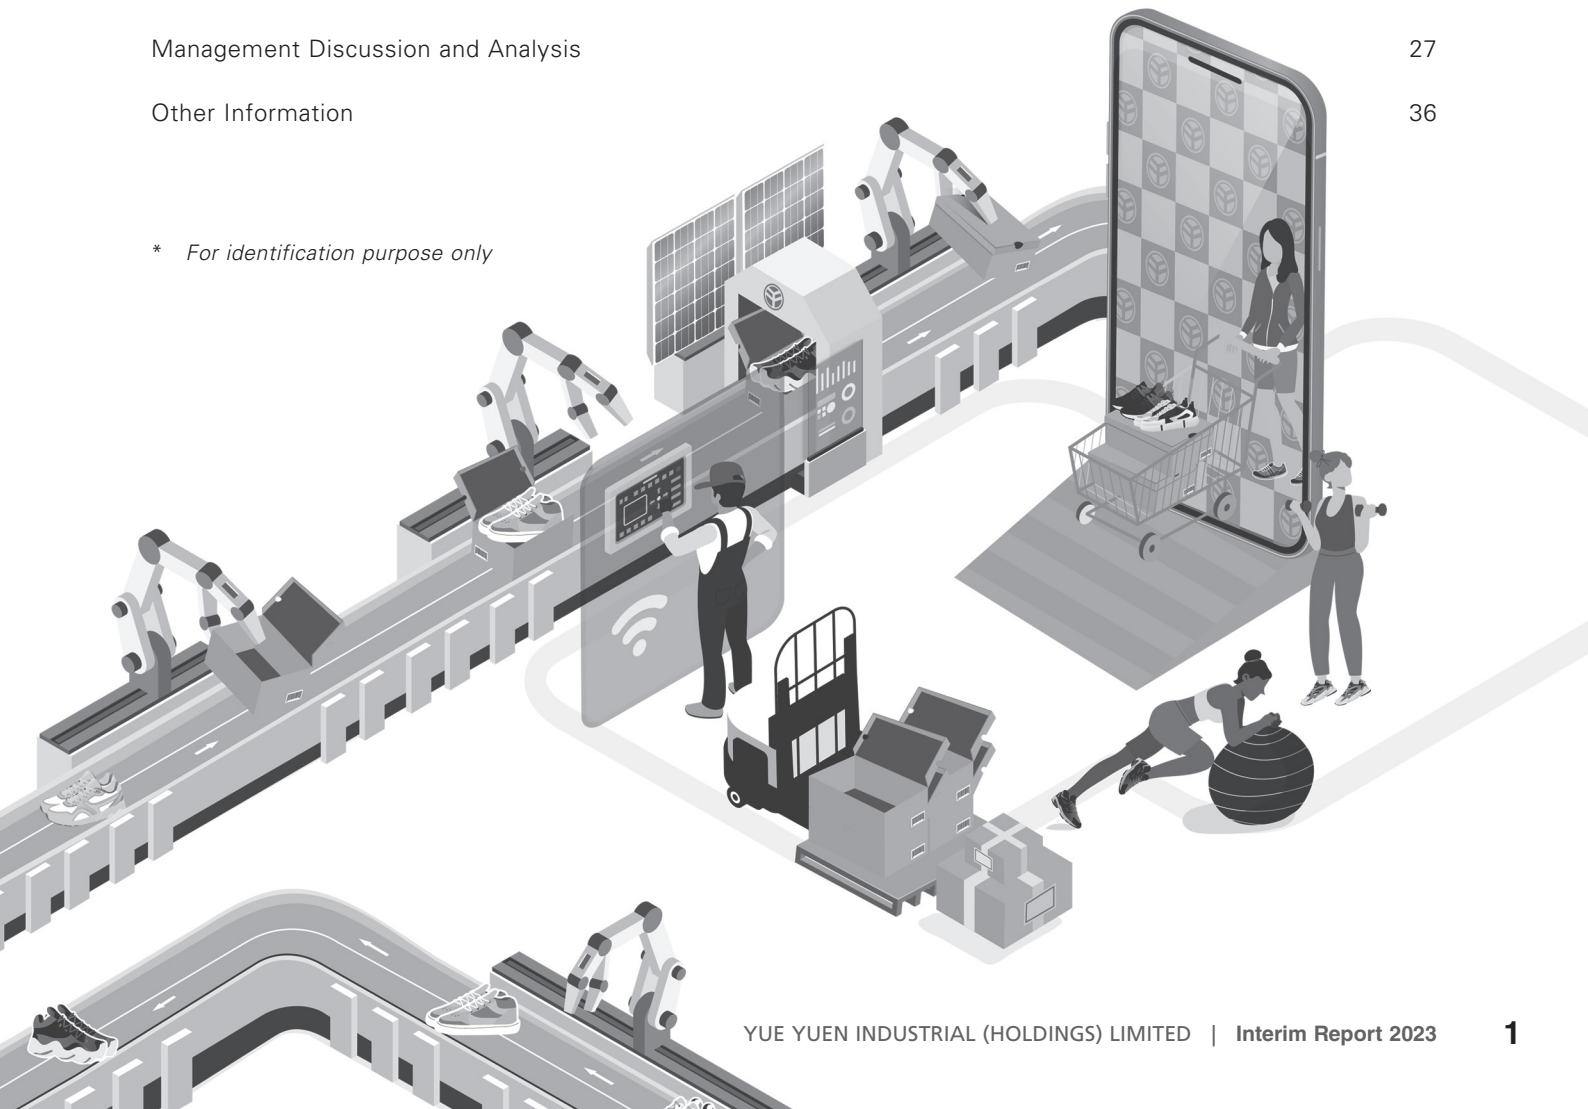 Management Discussion and Analysis 27
Other Information 36
* For identification purpose only
YUE YUEN INDUSTRIAL (HOLDINGS) LIMITED | Interim Report 2023 1